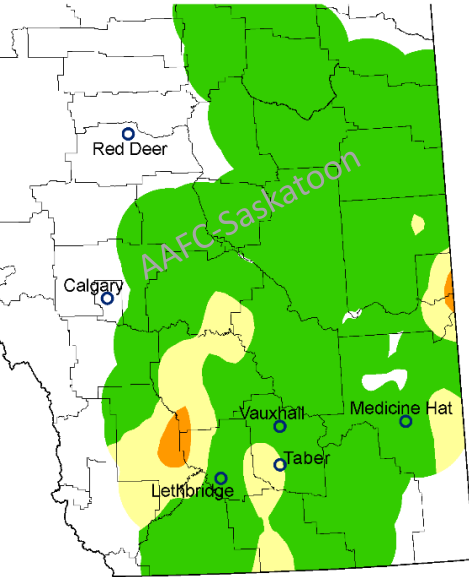 Red Deer
AAFC-Saskatoon
Calgary
Vauxhall
Medicine Hat
Taber
Lethbridge